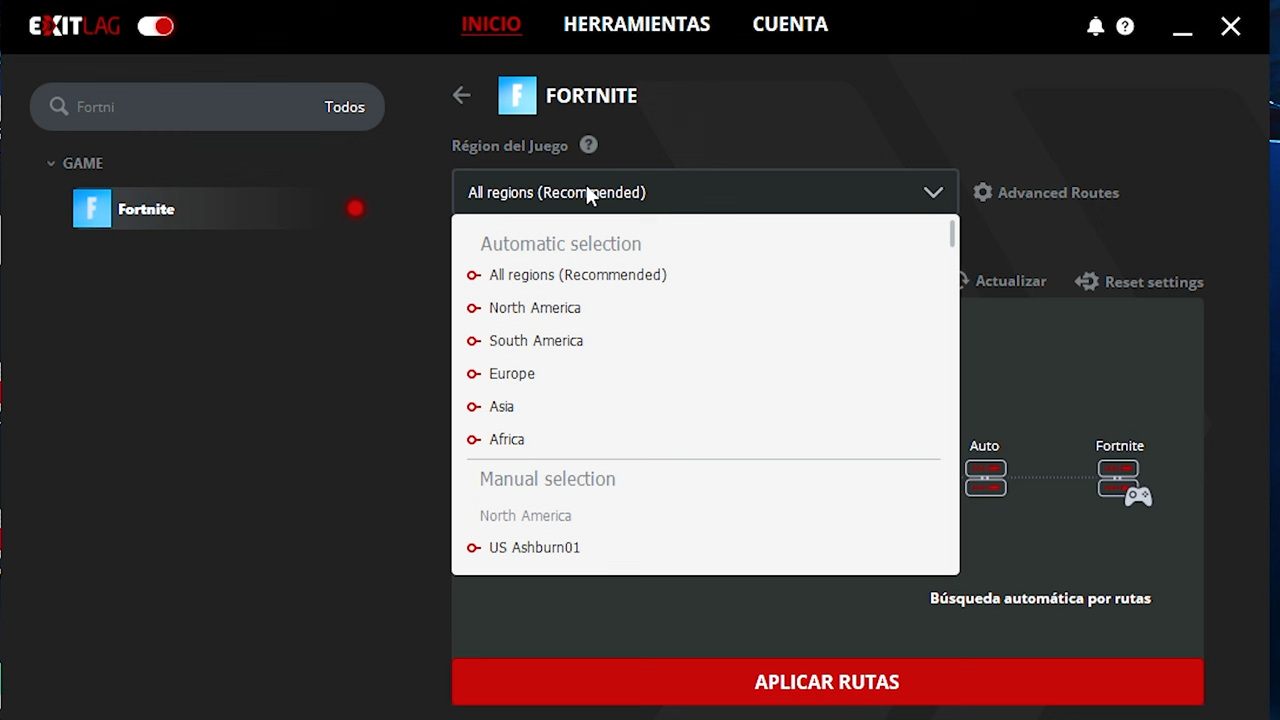 EXITLAG
INICIO
HERRAMIENTAS
CUENTA
Fortni
Todos
GAME
Fortnite
FORTNITE
Région del Juego
All regions (Recommended)
Advanced Routes
Automatic selection
All regions (Recommended)
North America
South America
Europe
Asia
Africa
Manual selection
North America
US Ashburn01
Actualizar
Reset settings
Auto
Fortnite
Búsqueda automática por rutas
APLICAR RUTAS